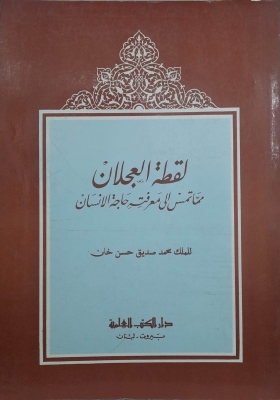 لقطة العجلان
مما تمس إلى معرفته حاجة الإنسان
للملك محمد صديق حسن خان
دار الكتب العلمية
بيروت - لبنان